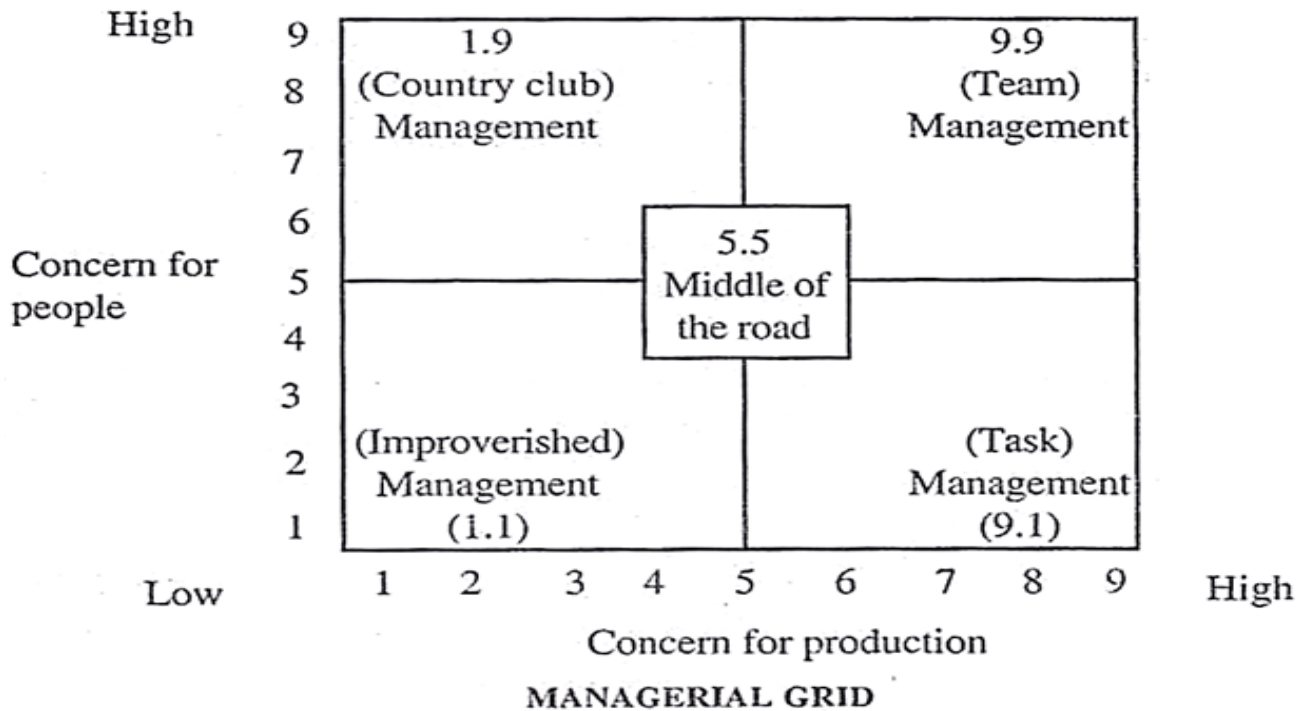 High
9
8
7
6
5
4
3
2
1
Concern for
people
1.9
(Country club)
Management
9.9
(Team)
Management
5.5
Middle of
the road
(Improverished)
Management
(1.1)
(Task)
Management
(9.1)
Low
1 2 3 4 5 6 7 8 9
High
Concern for production
MANAGERIAL GRID